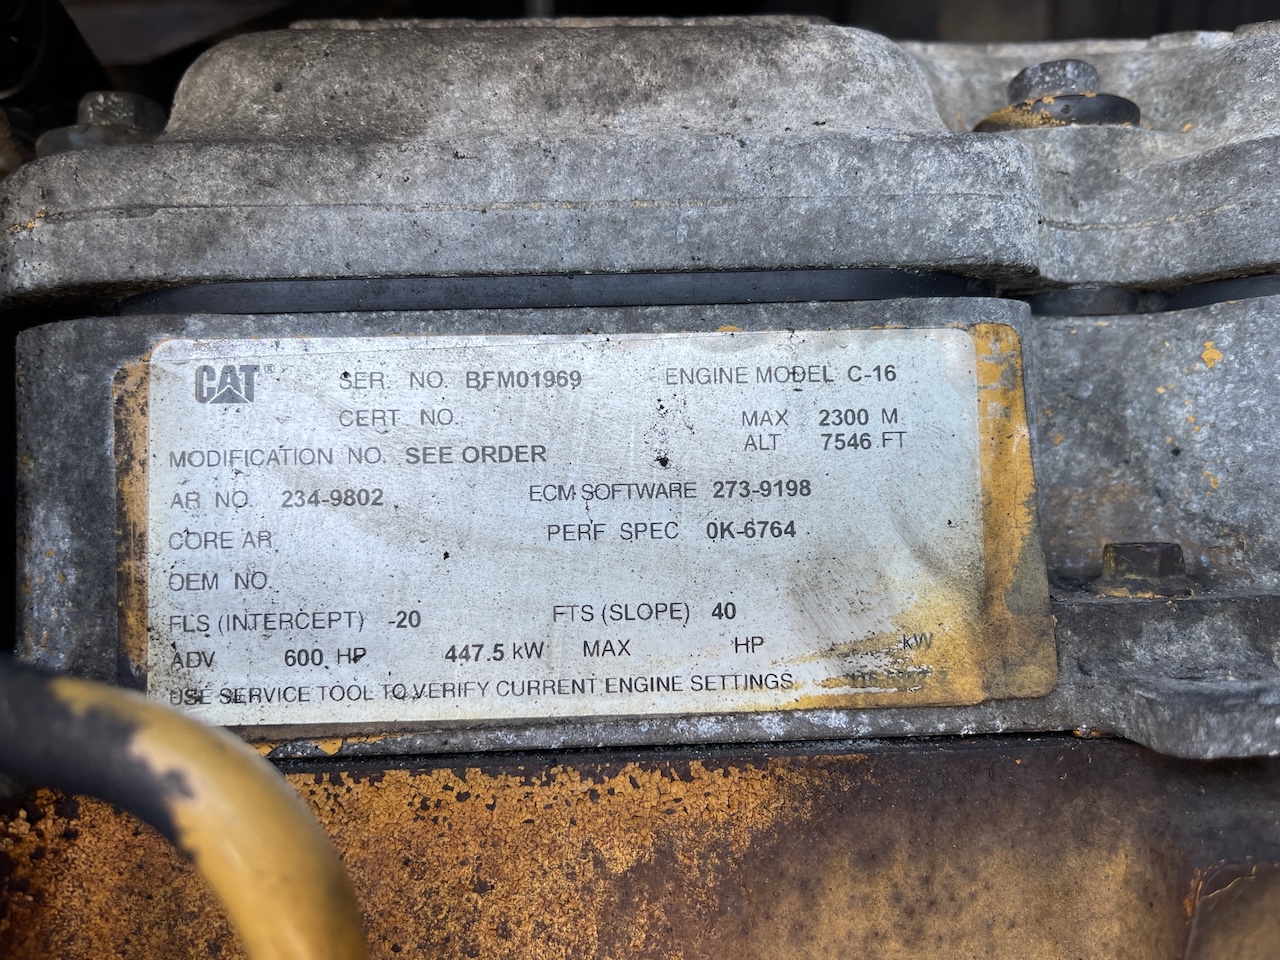 CAT® SER. NO. BFM01969 ENGINE MODEL C-16
CERT NO. MAX 2300 M
ALT 7546 FT
MODIFICATION NO. SEE ORDER
AR NO. 234-9802 ECM SOFTWARE 273-9198
CORE AR PERF SPEC 0K-6764
OEM NO.
FLS (INTERCEPT) -20 FTS (SLOPE) 40
ADV 600 HP 447.5 kW MAX HP kW
USE SERVICE TOOL TO VERIFY CURRENT ENGINE SETTINGS